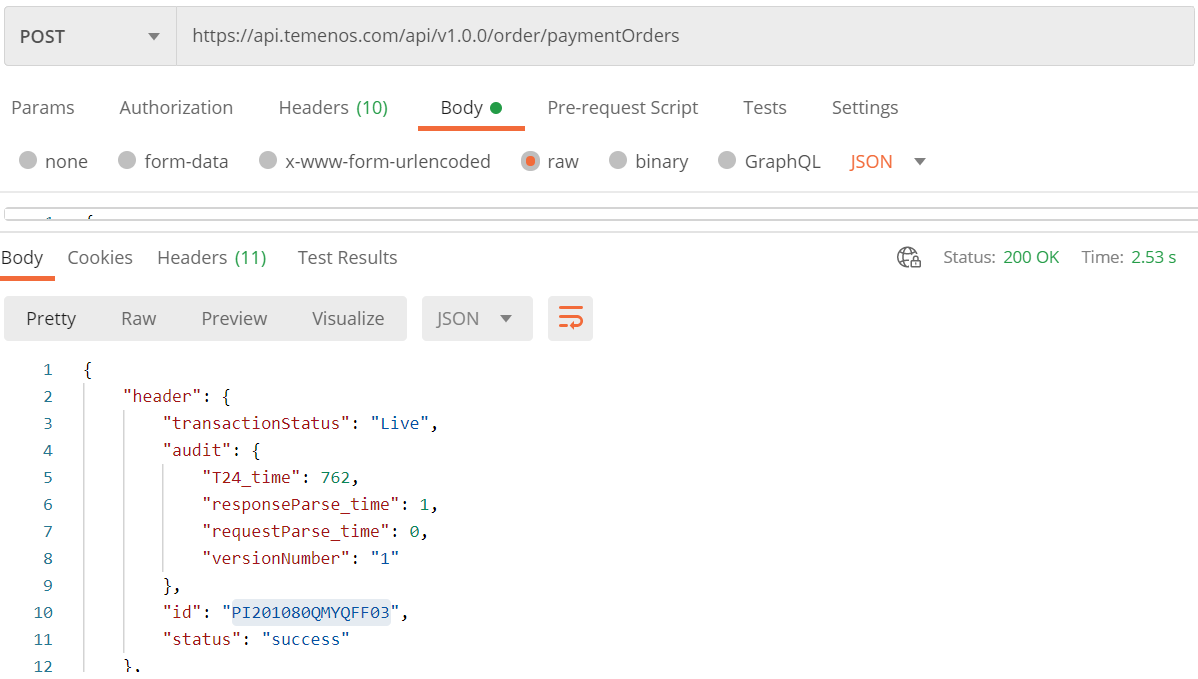 POST https://api.temenos.com/api/v1.0.0/order/paymentOrders
Params Authorization Headers (10) Body Pre-request Script Tests Settings
none form-data x-www-form-urlencoded raw binary GraphQL JSON
Body Cookies Headers (11) Test Results Status: 200 OK Time: 2.53 s
Pretty Raw Preview Visualize JSON
1 {
2 "header": {
3 "transactionStatus": "Live",
4 "audit": {
5 "T24_time": 762,
6 "responseParse_time": 1,
7 "requestParse_time": 0,
8 "versionNumber": "1"
9 },
10 "id": "PI201080QMYQFF03",
11 "status": "success"
12 },